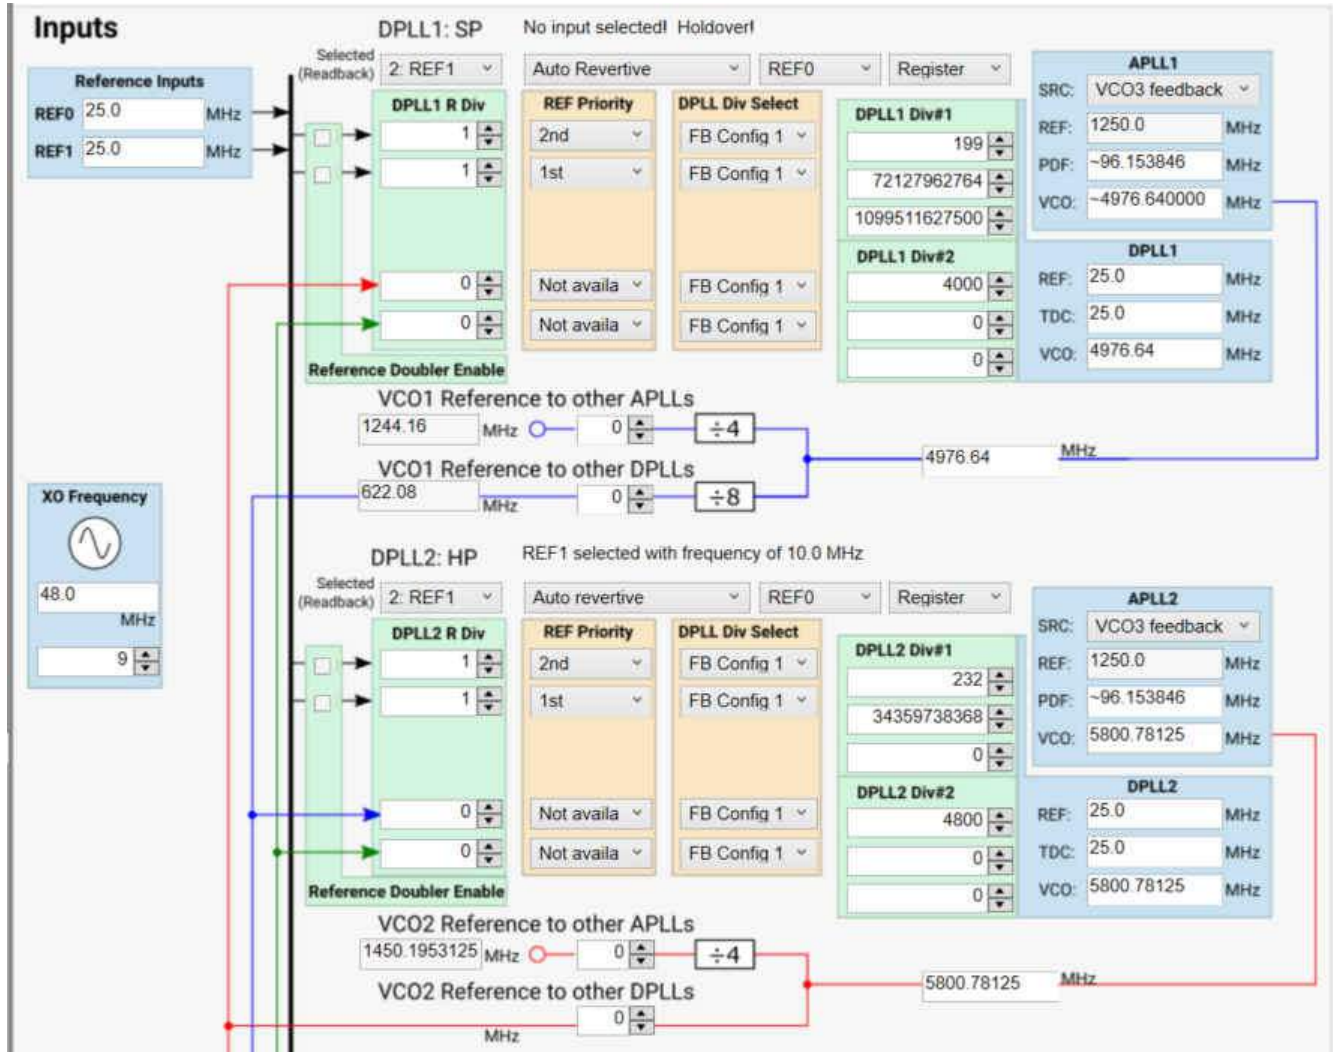 Inputs
DPLL1: SP No input selected! Holdover!
Selected (Readback) 2: REF1 Auto Revertive REF0 Register
Reference Inputs
REF0 25.0 MHz
REF1 25.0 MHz
DPLL1 R Div
1
1
0
0
Reference Doubler Enable
REF Priority
2nd
1st
Not availa
Not availa
DPLL Div Select
FB Config 1
FB Config 1
FB Config 1
FB Config 1
DPLL1 Div#1
199
72127962764
1099511627500
DPLL1 Div#2
4000
0
0
APLL1
SRC: VCO3 feedback
REF: 1250.0 MHz
PDF: ~96.153846 MHz
VCO: ~4976.640000 MHz
DPLL1
REF: 25.0 MHz
TDC: 25.0 MHz
VCO: 4976.64 MHz
VCO1 Reference to other APLLs
1244.16 MHz 0 ÷4
4976.64 MHz
VCO1 Reference to other DPLLs
622.08 MHz 0 ÷8
XO Frequency
48.0
MHz
9
DPLL2: HP REF1 selected with frequency of 10.0 MHz
Selected (Readback) 2: REF1 Auto revertive REF0 Register
DPLL2 R Div
1
1
0
0
Reference Doubler Enable
REF Priority
2nd
1st
Not availa
Not availa
DPLL Div Select
FB Config 1
FB Config 1
FB Config 1
FB Config 1
DPLL2 Div#1
232
34359738368
0
DPLL2 Div#2
4800
0
0
APLL2
SRC: VCO3 feedback
REF: 1250.0 MHz
PDF: ~96.153846 MHz
VCO: 5800.78125 MHz
DPLL2
REF: 25.0 MHz
TDC: 25.0 MHz
VCO: 5800.78125 MHz
VCO2 Reference to other APLLs
1450.1953125 MHz 0 ÷4
5800.78125 MHz
VCO2 Reference to other DPLLs
MHz 0